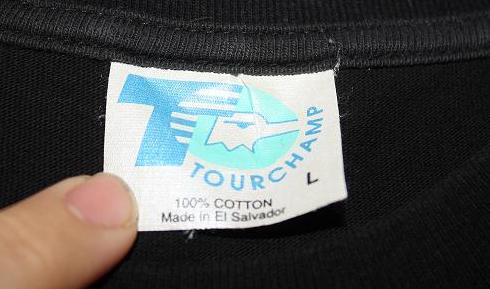 T
TOURCHAMP
L
100% COTTON
Made in El Salvador